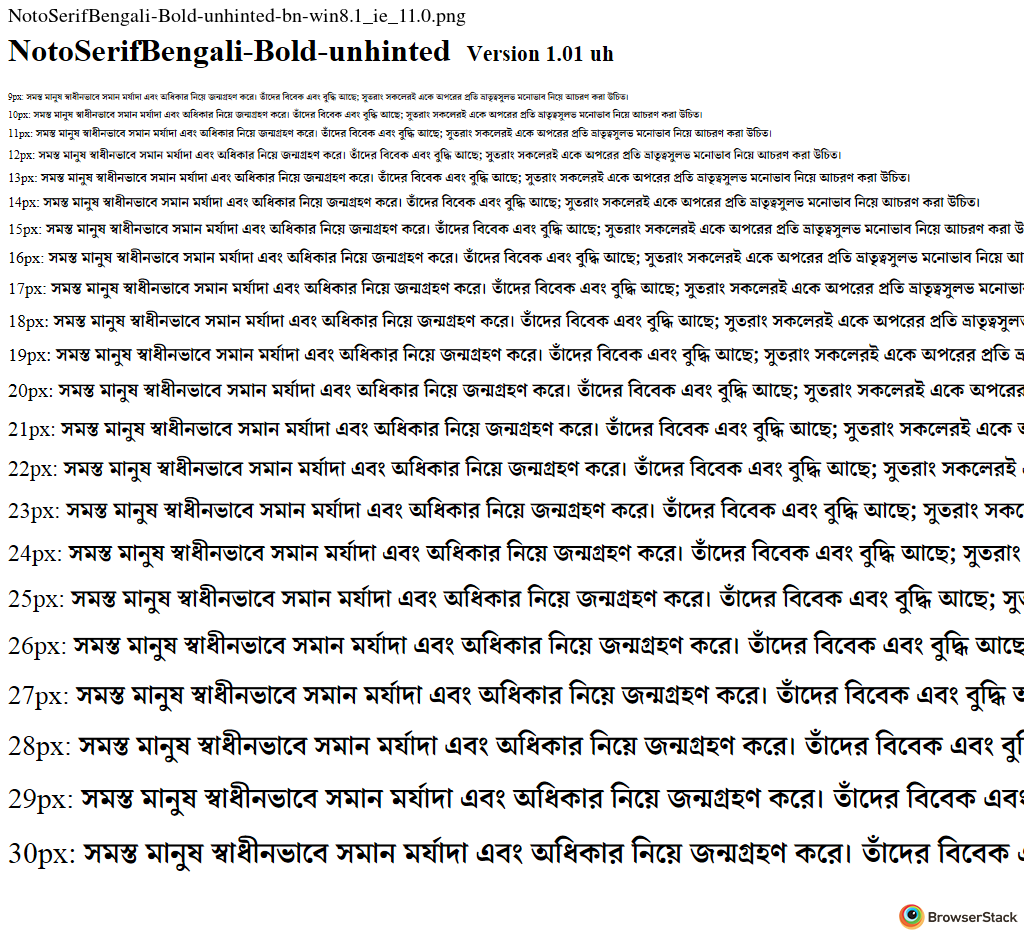 NotoSerifBengali-Bold-unhinted-bn-win8.1_ie_11.0.png
NotoSerifBengali-Bold-unhinted Version 1.01 uh
9px: সমস্ত মানুষ স্বাধীনভাবে সমান মর্যাদা এবং অধিকার নিয়ে জন্মগ্রহণ করে। তাঁদের বিবেক এবং বুদ্ধি আছে; সুতরাং সকলেরই একে অপরের প্রতি ভ্রাতৃত্বসুলভ মনোভাব নিয়ে আচরণ করা উচিত।
10px: সমস্ত মানুষ স্বাধীনভাবে সমান মর্যাদা এবং অধিকার নিয়ে জন্মগ্রহণ করে। তাঁদের বিবেক এবং বুদ্ধি আছে; সুতরাং সকলেরই একে অপরের প্রতি ভ্রাতৃত্বসুলভ মনোভাব নিয়ে আচরণ করা উচিত।
11px: সমস্ত মানুষ স্বাধীনভাবে সমান মর্যাদা এবং অধিকার নিয়ে জন্মগ্রহণ করে। তাঁদের বিবেক এবং বুদ্ধি আছে; সুতরাং সকলেরই একে অপরের প্রতি ভ্রাতৃত্বসুলভ মনোভাব নিয়ে আচরণ করা উচিত।
12px: সমস্ত মানুষ স্বাধীনভাবে সমান মর্যাদা এবং অধিকার নিয়ে জন্মগ্রহণ করে। তাঁদের বিবেক এবং বুদ্ধি আছে; সুতরাং সকলেরই একে অপরের প্রতি ভ্রাতৃত্বসুলভ মনোভাব নিয়ে আচরণ করা উচিত।
13px: সমস্ত মানুষ স্বাধীনভাবে সমান মর্যাদা এবং অধিকার নিয়ে জন্মগ্রহণ করে। তাঁদের বিবেক এবং বুদ্ধি আছে; সুতরাং সকলেরই একে অপরের প্রতি ভ্রাতৃত্বসুলভ মনোভাব নিয়ে আচরণ করা উচিত।
14px: সমস্ত মানুষ স্বাধীনভাবে সমান মর্যাদা এবং অধিকার নিয়ে জন্মগ্রহণ করে। তাঁদের বিবেক এবং বুদ্ধি আছে; সুতরাং সকলেরই একে অপরের প্রতি ভ্রাতৃত্বসুলভ মনোভাব নিয়ে আচরণ করা উচিত।
15px: সমস্ত মানুষ স্বাধীনভাবে সমান মর্যাদা এবং অধিকার নিয়ে জন্মগ্রহণ করে। তাঁদের বিবেক এবং বুদ্ধি আছে; সুতরাং সকলেরই একে অপরের প্রতি ভ্রাতৃত্বসুলভ মনোভাব নিয়ে আচরণ করা
16px: সমস্ত মানুষ স্বাধীনভাবে সমান মর্যাদা এবং অধিকার নিয়ে জন্মগ্রহণ করে। তাঁদের বিবেক এবং বুদ্ধি আছে; সুতরাং সকলেরই একে অপরের প্রতি ভ্রাতৃত্বসুলভ মনোভাব নিয়ে আ
17px: সমস্ত মানুষ স্বাধীনভাবে সমান মর্যাদা এবং অধিকার নিয়ে জন্মগ্রহণ করে। তাঁদের বিবেক এবং বুদ্ধি আছে; সুতরাং সকলেরই একে অপরের প্রতি ভ্রাতৃত্বসুলভ মনোভা
18px: সমস্ত মানুষ স্বাধীনভাবে সমান মর্যাদা এবং অধিকার নিয়ে জন্মগ্রহণ করে। তাঁদের বিবেক এবং বুদ্ধি আছে; সুতরাং সকলেরই একে অপরের প্রতি ভ্রাতৃত্বসুল
19px: সমস্ত মানুষ স্বাধীনভাবে সমান মর্যাদা এবং অধিকার নিয়ে জন্মগ্রহণ করে। তাঁদের বিবেক এবং বুদ্ধি আছে; সুতরাং সকলেরই একে অপরের প্রতি
20px: সমস্ত মানুষ স্বাধীনভাবে সমান মর্যাদা এবং অধিকার নিয়ে জন্মগ্রহণ করে। তাঁদের বিবেক এবং বুদ্ধি আছে; সুতরাং সকলেরই একে অপরের
21px: সমস্ত মানুষ স্বাধীনভাবে সমান মর্যাদা এবং অধিকার নিয়ে জন্মগ্রহণ করে। তাঁদের বিবেক এবং বুদ্ধি আছে; সুতরাং সকলেরই একে
22px: সমস্ত মানুষ স্বাধীনভাবে সমান মর্যাদা এবং অধিকার নিয়ে জন্মগ্রহণ করে। তাঁদের বিবেক এবং বুদ্ধি আছে; সুতরাং সকলেরই
23px: সমস্ত মানুষ স্বাধীনভাবে সমান মর্যাদা এবং অধিকার নিয়ে জন্মগ্রহণ করে। তাঁদের বিবেক এবং বুদ্ধি আছে; সুতরাং সকে
24px: সমস্ত মানুষ স্বাধীনভাবে সমান মর্যাদা এবং অধিকার নিয়ে জন্মগ্রহণ করে। তাঁদের বিবেক এবং বুদ্ধি আছে; সুতরাং
25px: সমস্ত মানুষ স্বাধীনভাবে সমান মর্যাদা এবং অধিকার নিয়ে জন্মগ্রহণ করে। তাঁদের বিবেক এবং বুদ্ধি আছে; সু
26px: সমস্ত মানুষ স্বাধীনভাবে সমান মর্যাদা এবং অধিকার নিয়ে জন্মগ্রহণ করে। তাঁদের বিবেক এবং বুদ্ধি আছে
27px: সমস্ত মানুষ স্বাধীনভাবে সমান মর্যাদা এবং অধিকার নিয়ে জন্মগ্রহণ করে। তাঁদের বিবেক এবং বুদ্ধি
28px: সমস্ত মানুষ স্বাধীনভাবে সমান মর্যাদা এবং অধিকার নিয়ে জন্মগ্রহণ করে। তাঁদের বিবেক এবং বু
29px: সমস্ত মানুষ স্বাধীনভাবে সমান মর্যাদা এবং অধিকার নিয়ে জন্মগ্রহণ করে। তাঁদের বিবেক এবং
30px: সমস্ত মানুষ স্বাধীনভাবে সমান মর্যাদা এবং অধিকার নিয়ে জন্মগ্রহণ করে। তাঁদের বিবেক
BrowserStack